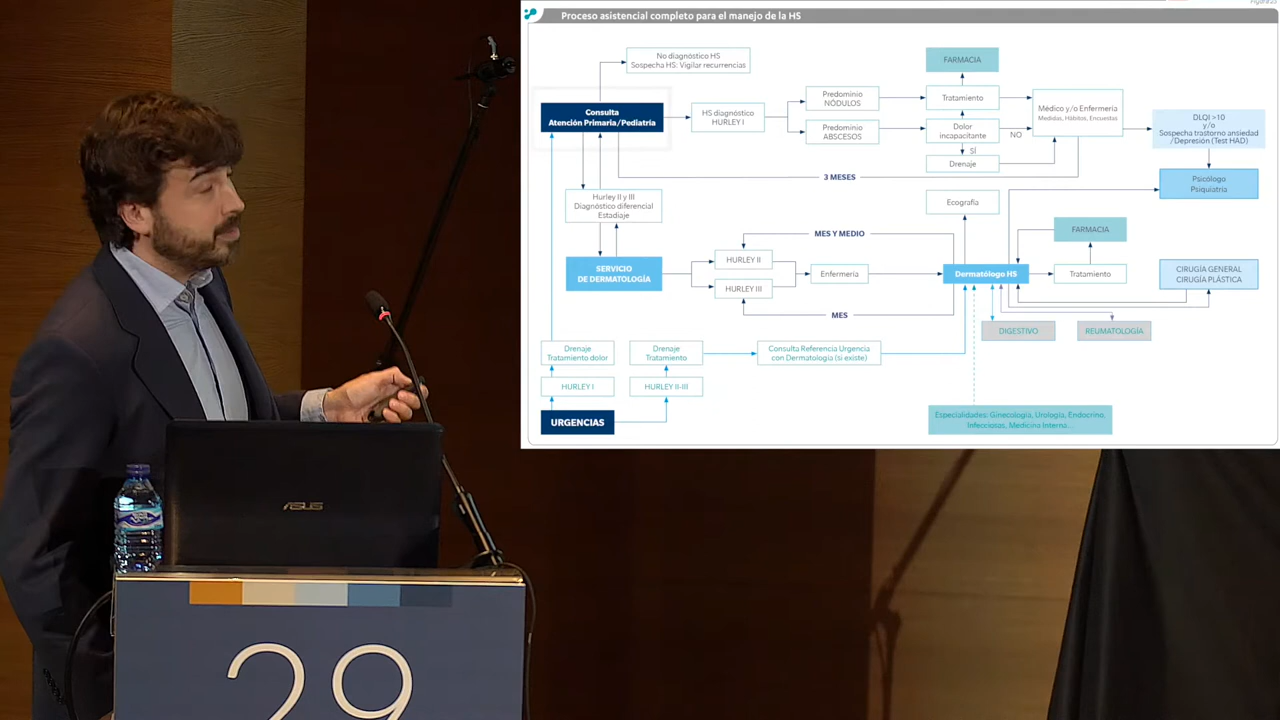 Figura 23
Proceso asistencial completo para el manejo de la HS
No diagnóstico HS
Sospecha HS: Vigilar recurrencias
FARMACIA
Consulta
Atención Primaria/Pediatría
HS diagnóstico
HURLEY I
Predominio
NÓDULOS
Predominio
ABSCESOS
Tratamiento
Dolor
incapacitante
NO
SÍ
Drenaje
Médico y/o Enfermería
Medidas, Hábitos, Encuestas
DLQI >10
y/o
Sospecha trastorno ansiedad
/Depresión (Test HAD)
3 MESES
Psicólogo
Psiquiatría
Hurley II y III
Diagnóstico diferencial
Estadiaje
Ecografía
MES Y MEDIO
FARMACIA
SERVICIO
DE DERMATOLOGÍA
HURLEY II
HURLEY III
Enfermería
Dermatólogo HS
Tratamiento
CIRUGÍA GENERAL
CIRUGÍA PLÁSTICA
MES
DIGESTIVO
REUMATOLOGÍA
Drenaje
Tratamiento dolor
Drenaje
Tratamiento
Consulta Referencia Urgencia
con Dermatología (si existe)
HURLEY I
HURLEY II-III
URGENCIAS
Especialidades: Ginecología, Urología, Endocrino,
Infecciosas, Medicina Interna...
ASUS
29